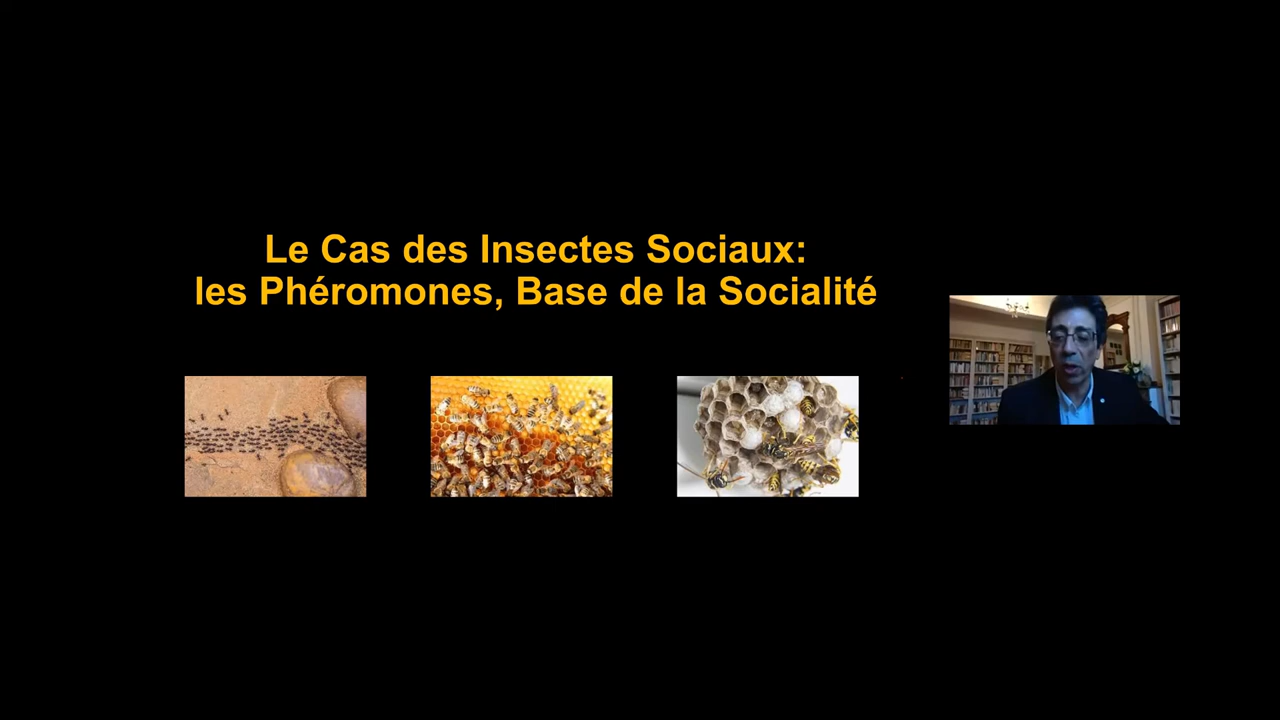 Le Cas des Insectes Sociaux:
les Phéromones, Base de la Socialité